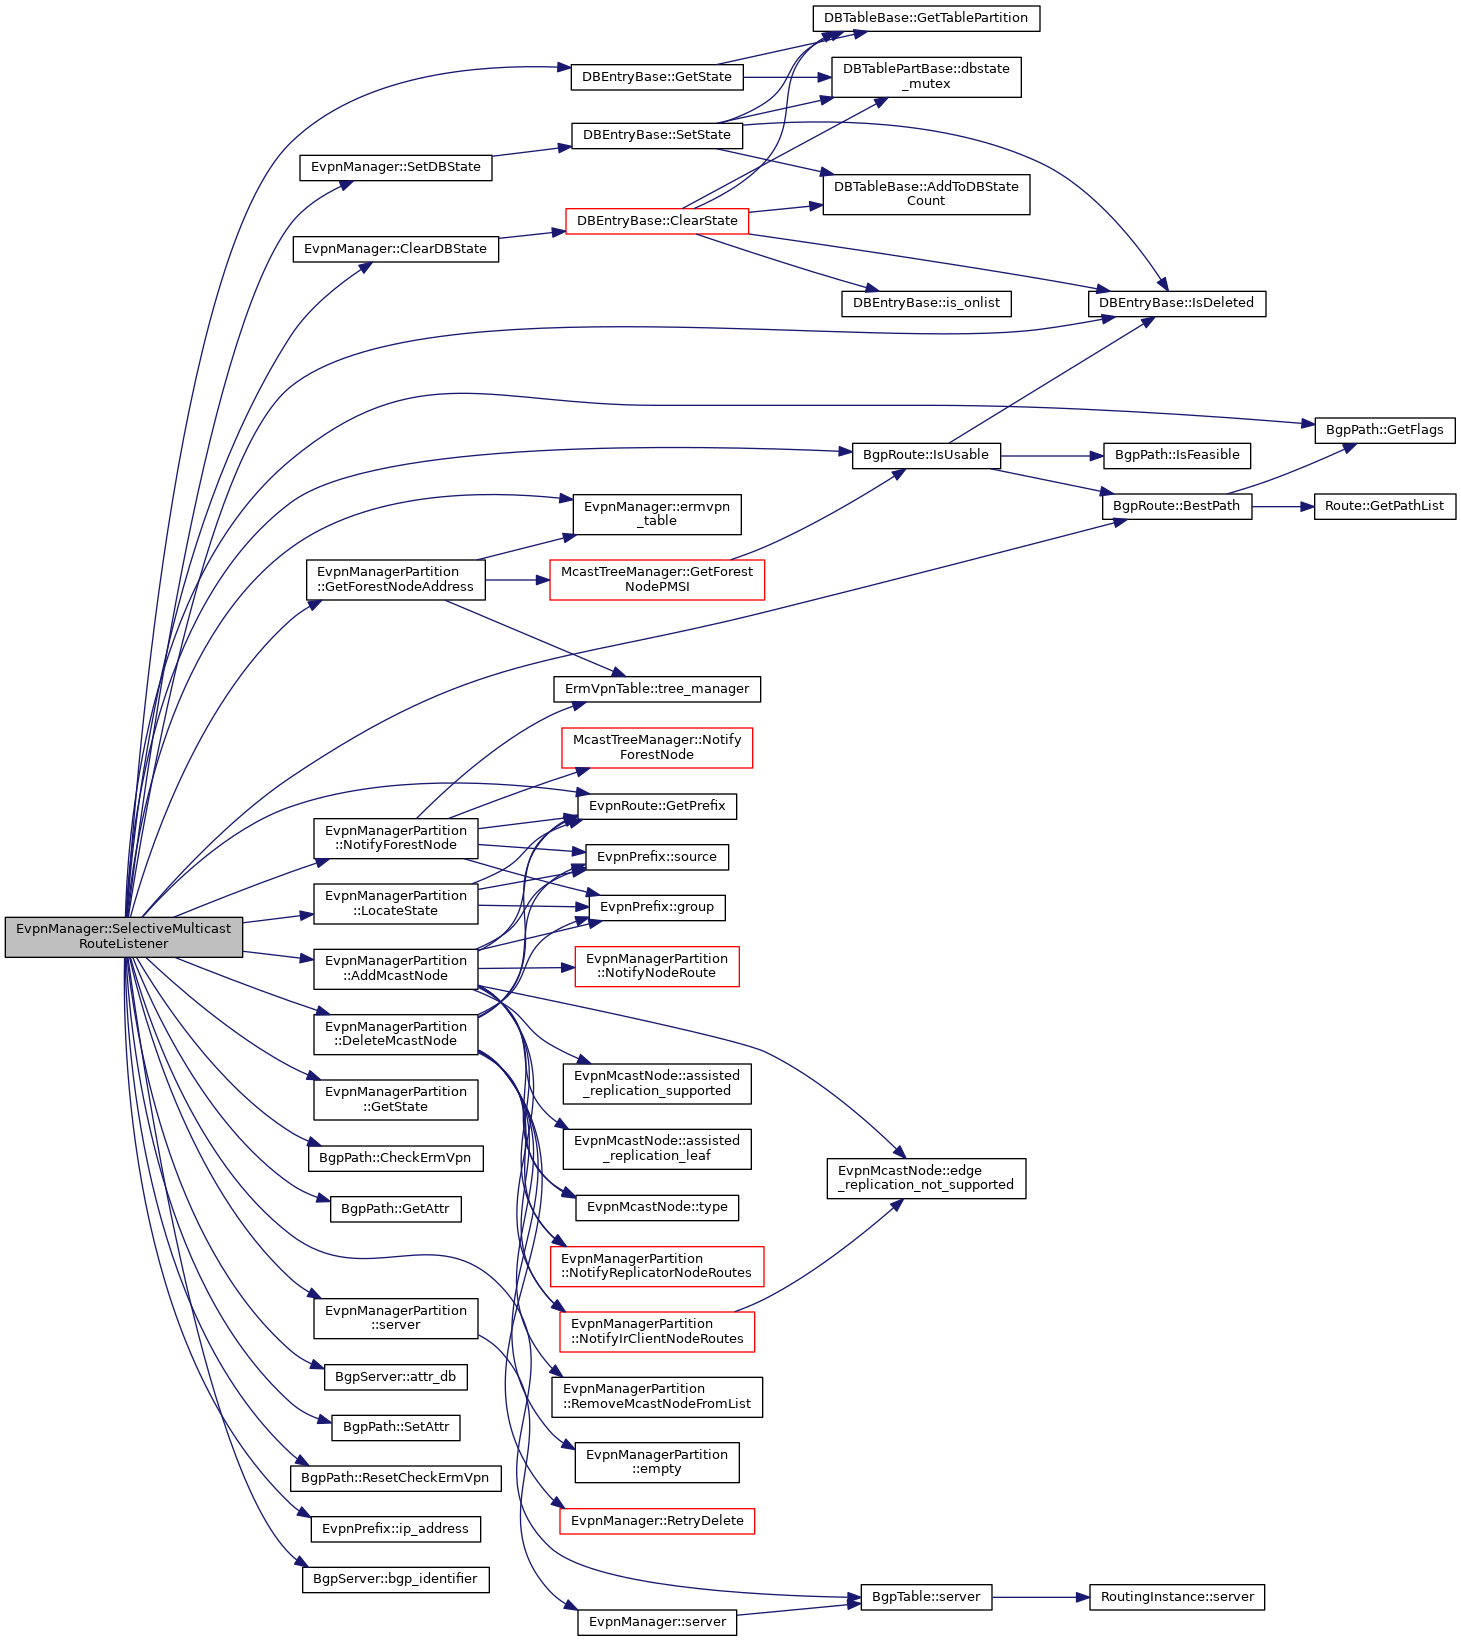 DBTableBase::GetTablePartition
DBEntryBase::GetState
DBTablePartBase::dbstate
_mutex
DBEntryBase::SetState
EvpnManager::SetDBState
DBTableBase::AddToDBState
Count
DBEntryBase::ClearState
EvpnManager::ClearDBState
DBEntryBase::is_onlist
DBEntryBase::IsDeleted
BgpPath::GetFlags
BgpRoute::IsUsable
BgpPath::IsFeasible
EvpnManager::ermvpn
_table
BgpRoute::BestPath
Route::GetPathList
EvpnManagerPartition
::GetForestNodeAddress
McastTreeManager::GetForest
NodePMSI
ErmVpnTable::tree_manager
McastTreeManager::Notify
ForestNode
EvpnRoute::GetPrefix
EvpnManagerPartition
::NotifyForestNode
EvpnPrefix::source
EvpnManagerPartition
::LocateState
EvpnPrefix::group
EvpnManager::SelectiveMulticast
RouteListener
EvpnManagerPartition
::AddMcastNode
EvpnManagerPartition
::NotifyNodeRoute
EvpnManagerPartition
::DeleteMcastNode
EvpnMcastNode::assisted
_replication_supported
EvpnManagerPartition
::GetState
EvpnMcastNode::assisted
_replication_leaf
BgpPath::CheckErmVpn
EvpnMcastNode::edge
_replication_not_supported
BgpPath::GetAttr
EvpnMcastNode::type
EvpnManagerPartition
::NotifyReplicatorNodeRoutes
EvpnManagerPartition
::server
EvpnManagerPartition
::NotifyIrClientNodeRoutes
BgpServer::attr_db
EvpnManagerPartition
::RemoveMcastNodeFromList
BgpPath::SetAttr
EvpnManagerPartition
::empty
BgpPath::ResetCheckErmVpn
EvpnManager::RetryDelete
EvpnPrefix::ip_address
BgpServer::bgp_identifier
BgpTable::server
RoutingInstance::server
EvpnManager::server